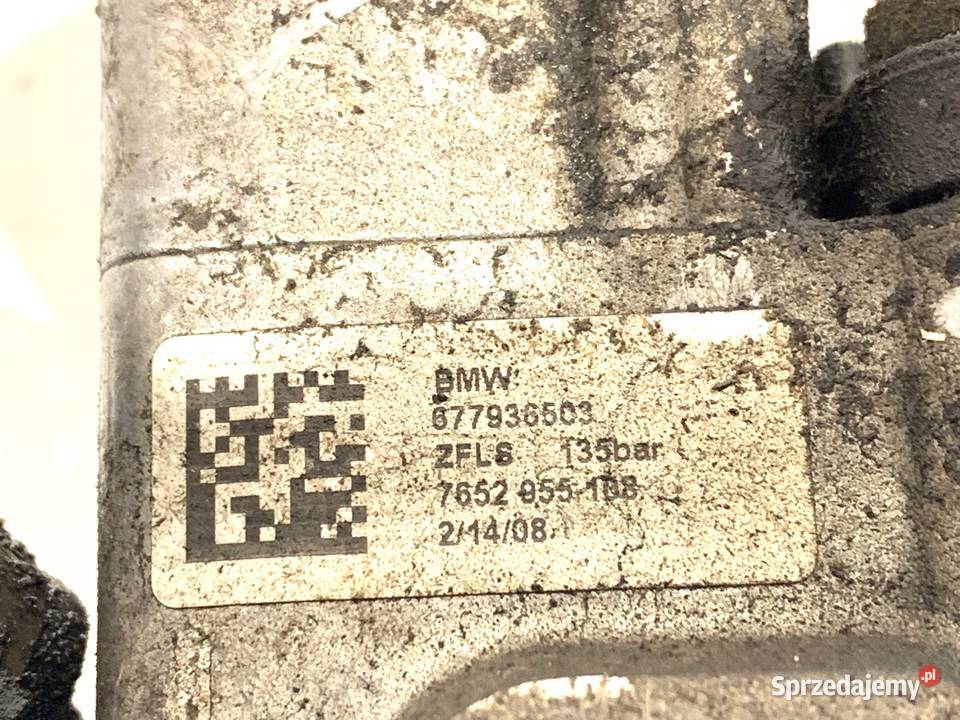 BMW
677936503
ZFLS 135bar
7652 955-108
2/14/08
Sprzedajemy.pl